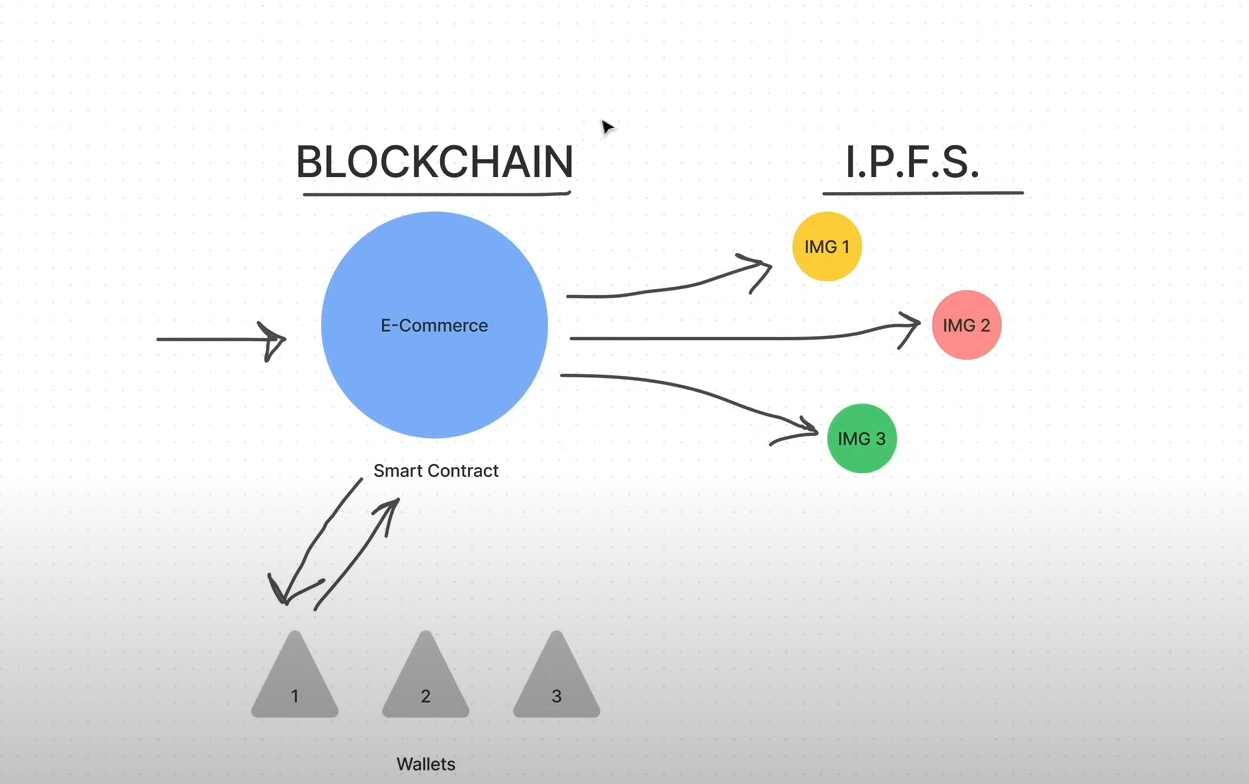 BLOCKCHAIN
I.P.F.S.
IMG 1
E-Commerce
IMG 2
IMG 3
Smart Contract
1
2
3
Wallets